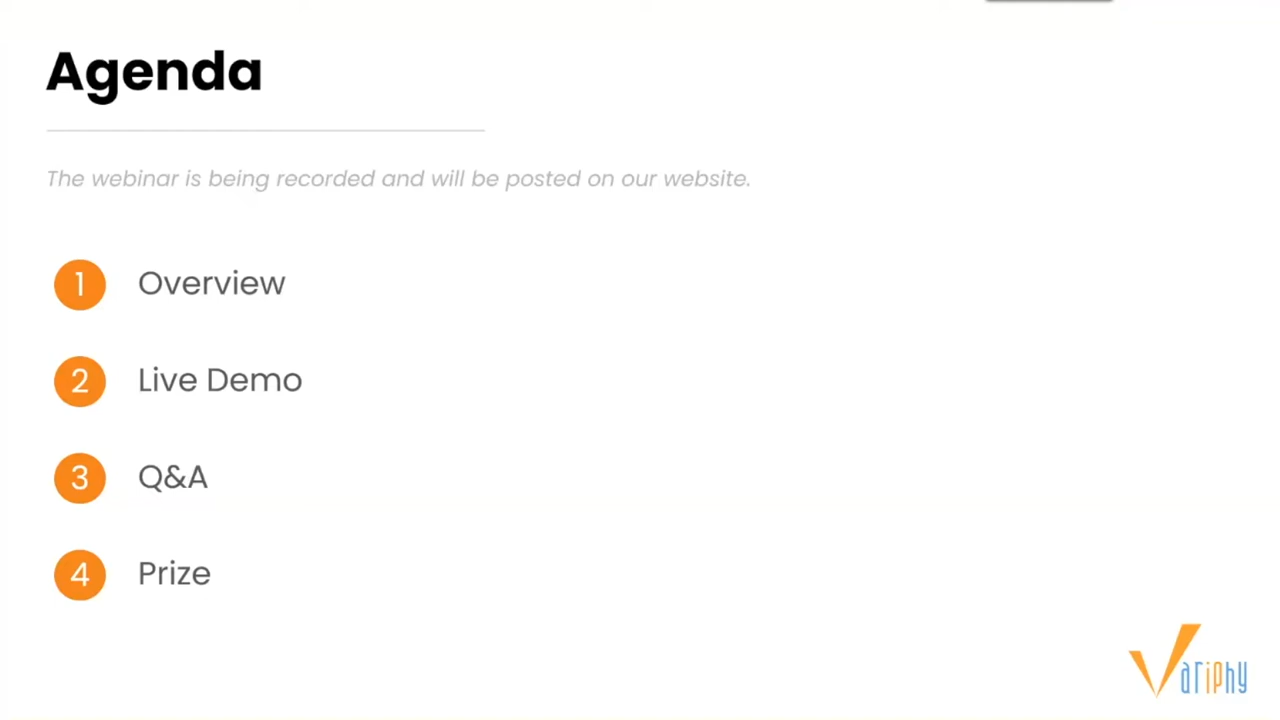 Agenda
The webinar is being recorded and will be posted on our website.
1 Overview
2 Live Demo
3 Q&A
4 Prize
Variphy